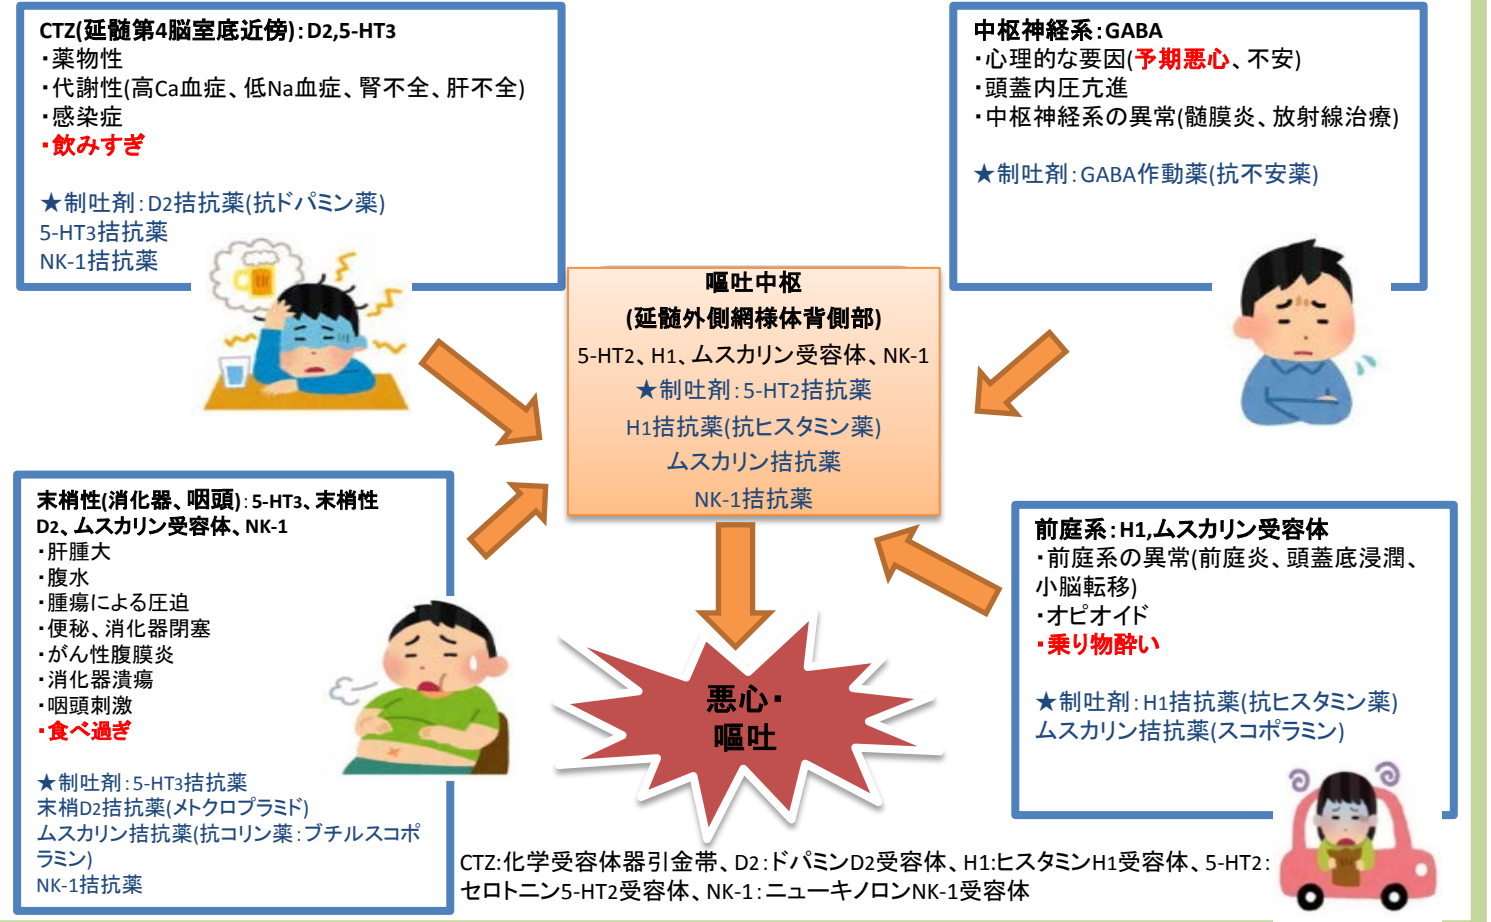 CTZ(延髄第4脳室底近傍):D2,5-HT3
・薬物性
・代謝性(高Ca血症、低Na血症、腎不全、肝不全)
・感染症
・飲みすぎ
★制吐剤:D2拮抗薬(抗ドパミン薬)
5-HT3拮抗薬
NK-1拮抗薬
中枢神経系:GABA
・心理的な要因(予期悪心、不安)
・頭蓋内圧亢進
・中枢神経系の異常(髄膜炎、放射線治療)
★制吐剤:GABA作動薬(抗不安薬)
嘔吐中枢
(延髄外側網様体背側部)
5-HT2、H1、ムスカリン受容体、NK-1
★制吐剤:5-HT2拮抗薬
H1拮抗薬(抗ヒスタミン薬)
ムスカリン拮抗薬
NK-1拮抗薬
末梢性(消化器、咽頭):5-HT3、末梢性
D2、ムスカリン受容体、NK-1
・肝腫大
・腹水
・腫瘍による圧迫
・便秘、消化器閉塞
・がん性腹膜炎
・消化器潰瘍
・咽頭刺激
・食べ過ぎ
★制吐剤:5-HT3拮抗薬
末梢D2拮抗薬(メトクロプラミド)
ムスカリン拮抗薬(抗コリン薬:ブチルスコポ
ラミン)
NK-1拮抗薬
前庭系:H1,ムスカリン受容体
・前庭系の異常(前庭炎、頭蓋底浸潤、
小脳転移)
・オピオイド
・乗り物酔い
★制吐剤:H1拮抗薬(抗ヒスタミン薬)
ムスカリン拮抗薬(スコポラミン)
悪心・
嘔吐
CTZ:化学受容体器引金帯、D2:ドパミンD2受容体、H1:ヒスタミンH1受容体、5-HT2:
セロトニン5-HT2受容体、NK-1:ニューキノロンNK-1受容体